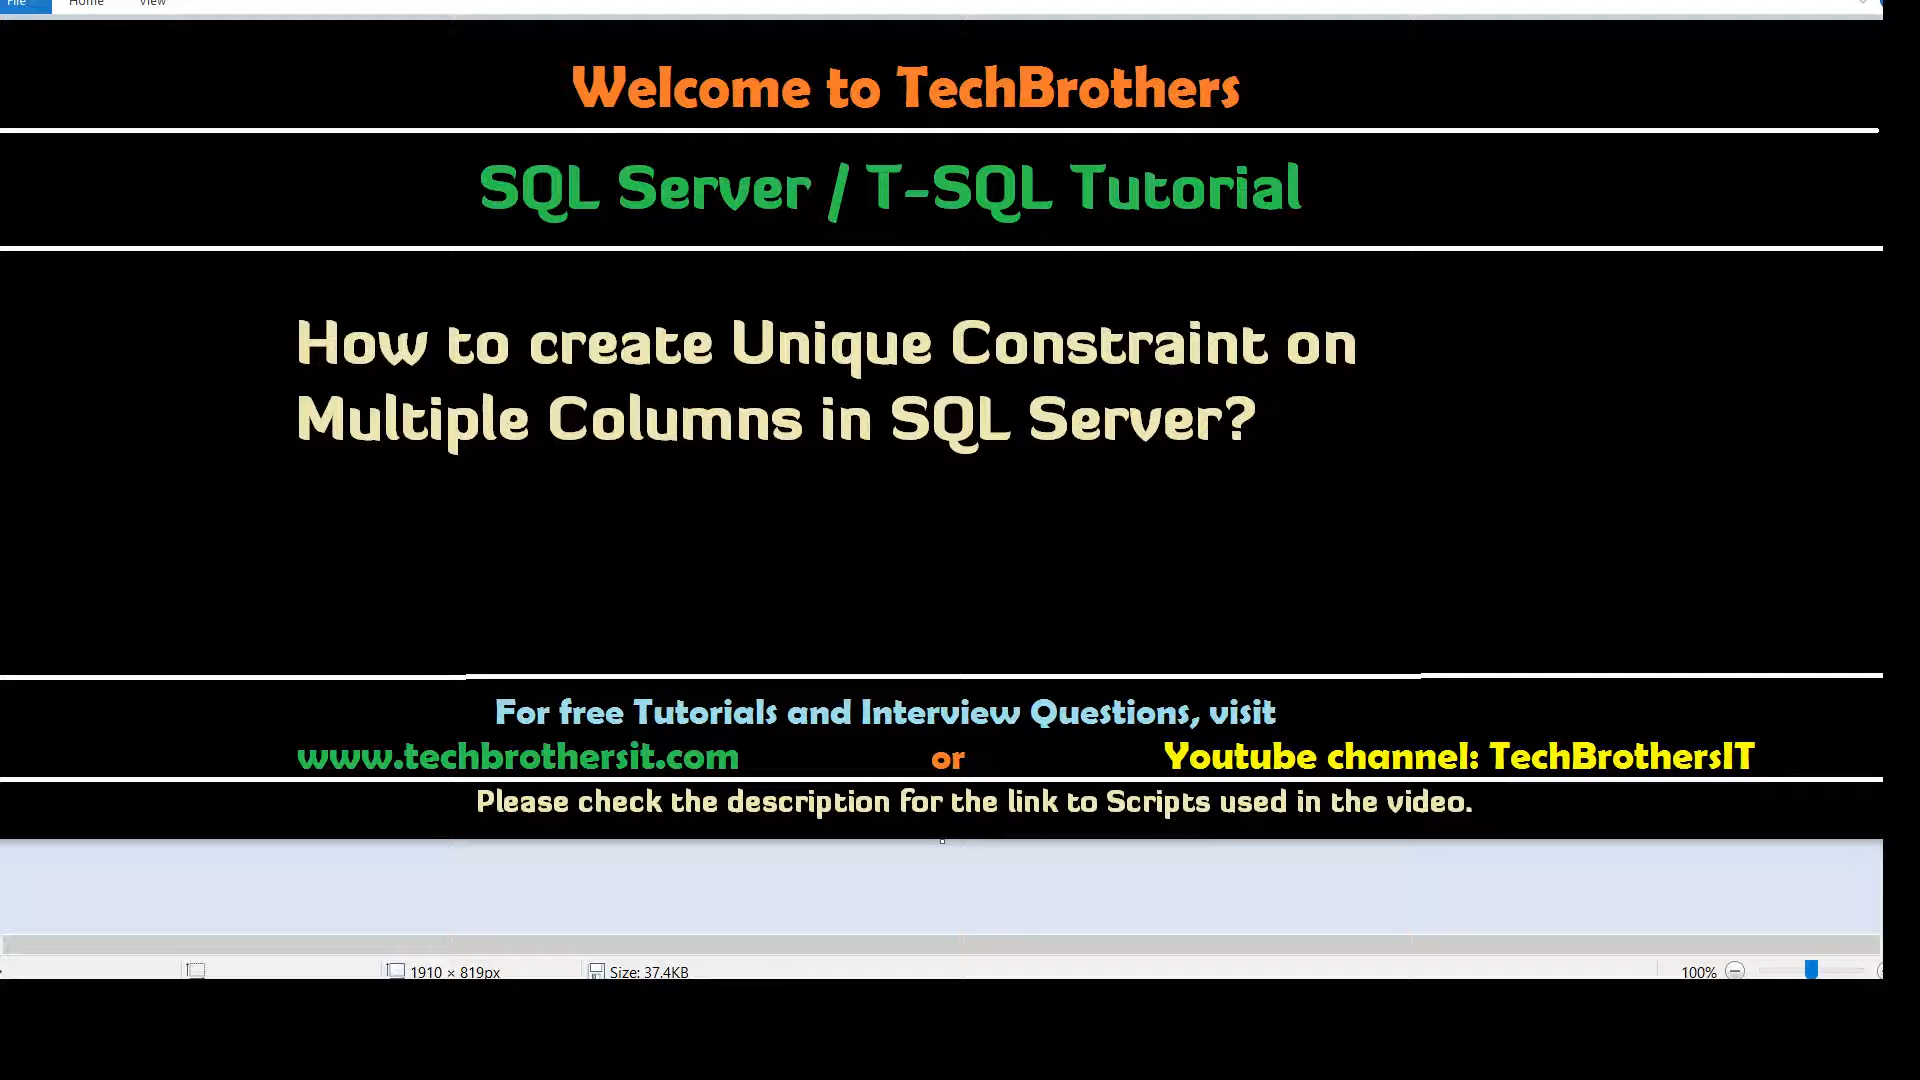 File Home View
Welcome to TechBrothers
SQL Server / T-SQL Tutorial
How to create Unique Constraint on
Multiple Columns in SQL Server?
For free Tutorials and Interview Questions, visit
www.techbrothersit.com or Youtube channel: TechBrothersIT
Please check the description for the link to Scripts used in the video.
1910 × 819px Size: 37.4KB 100%